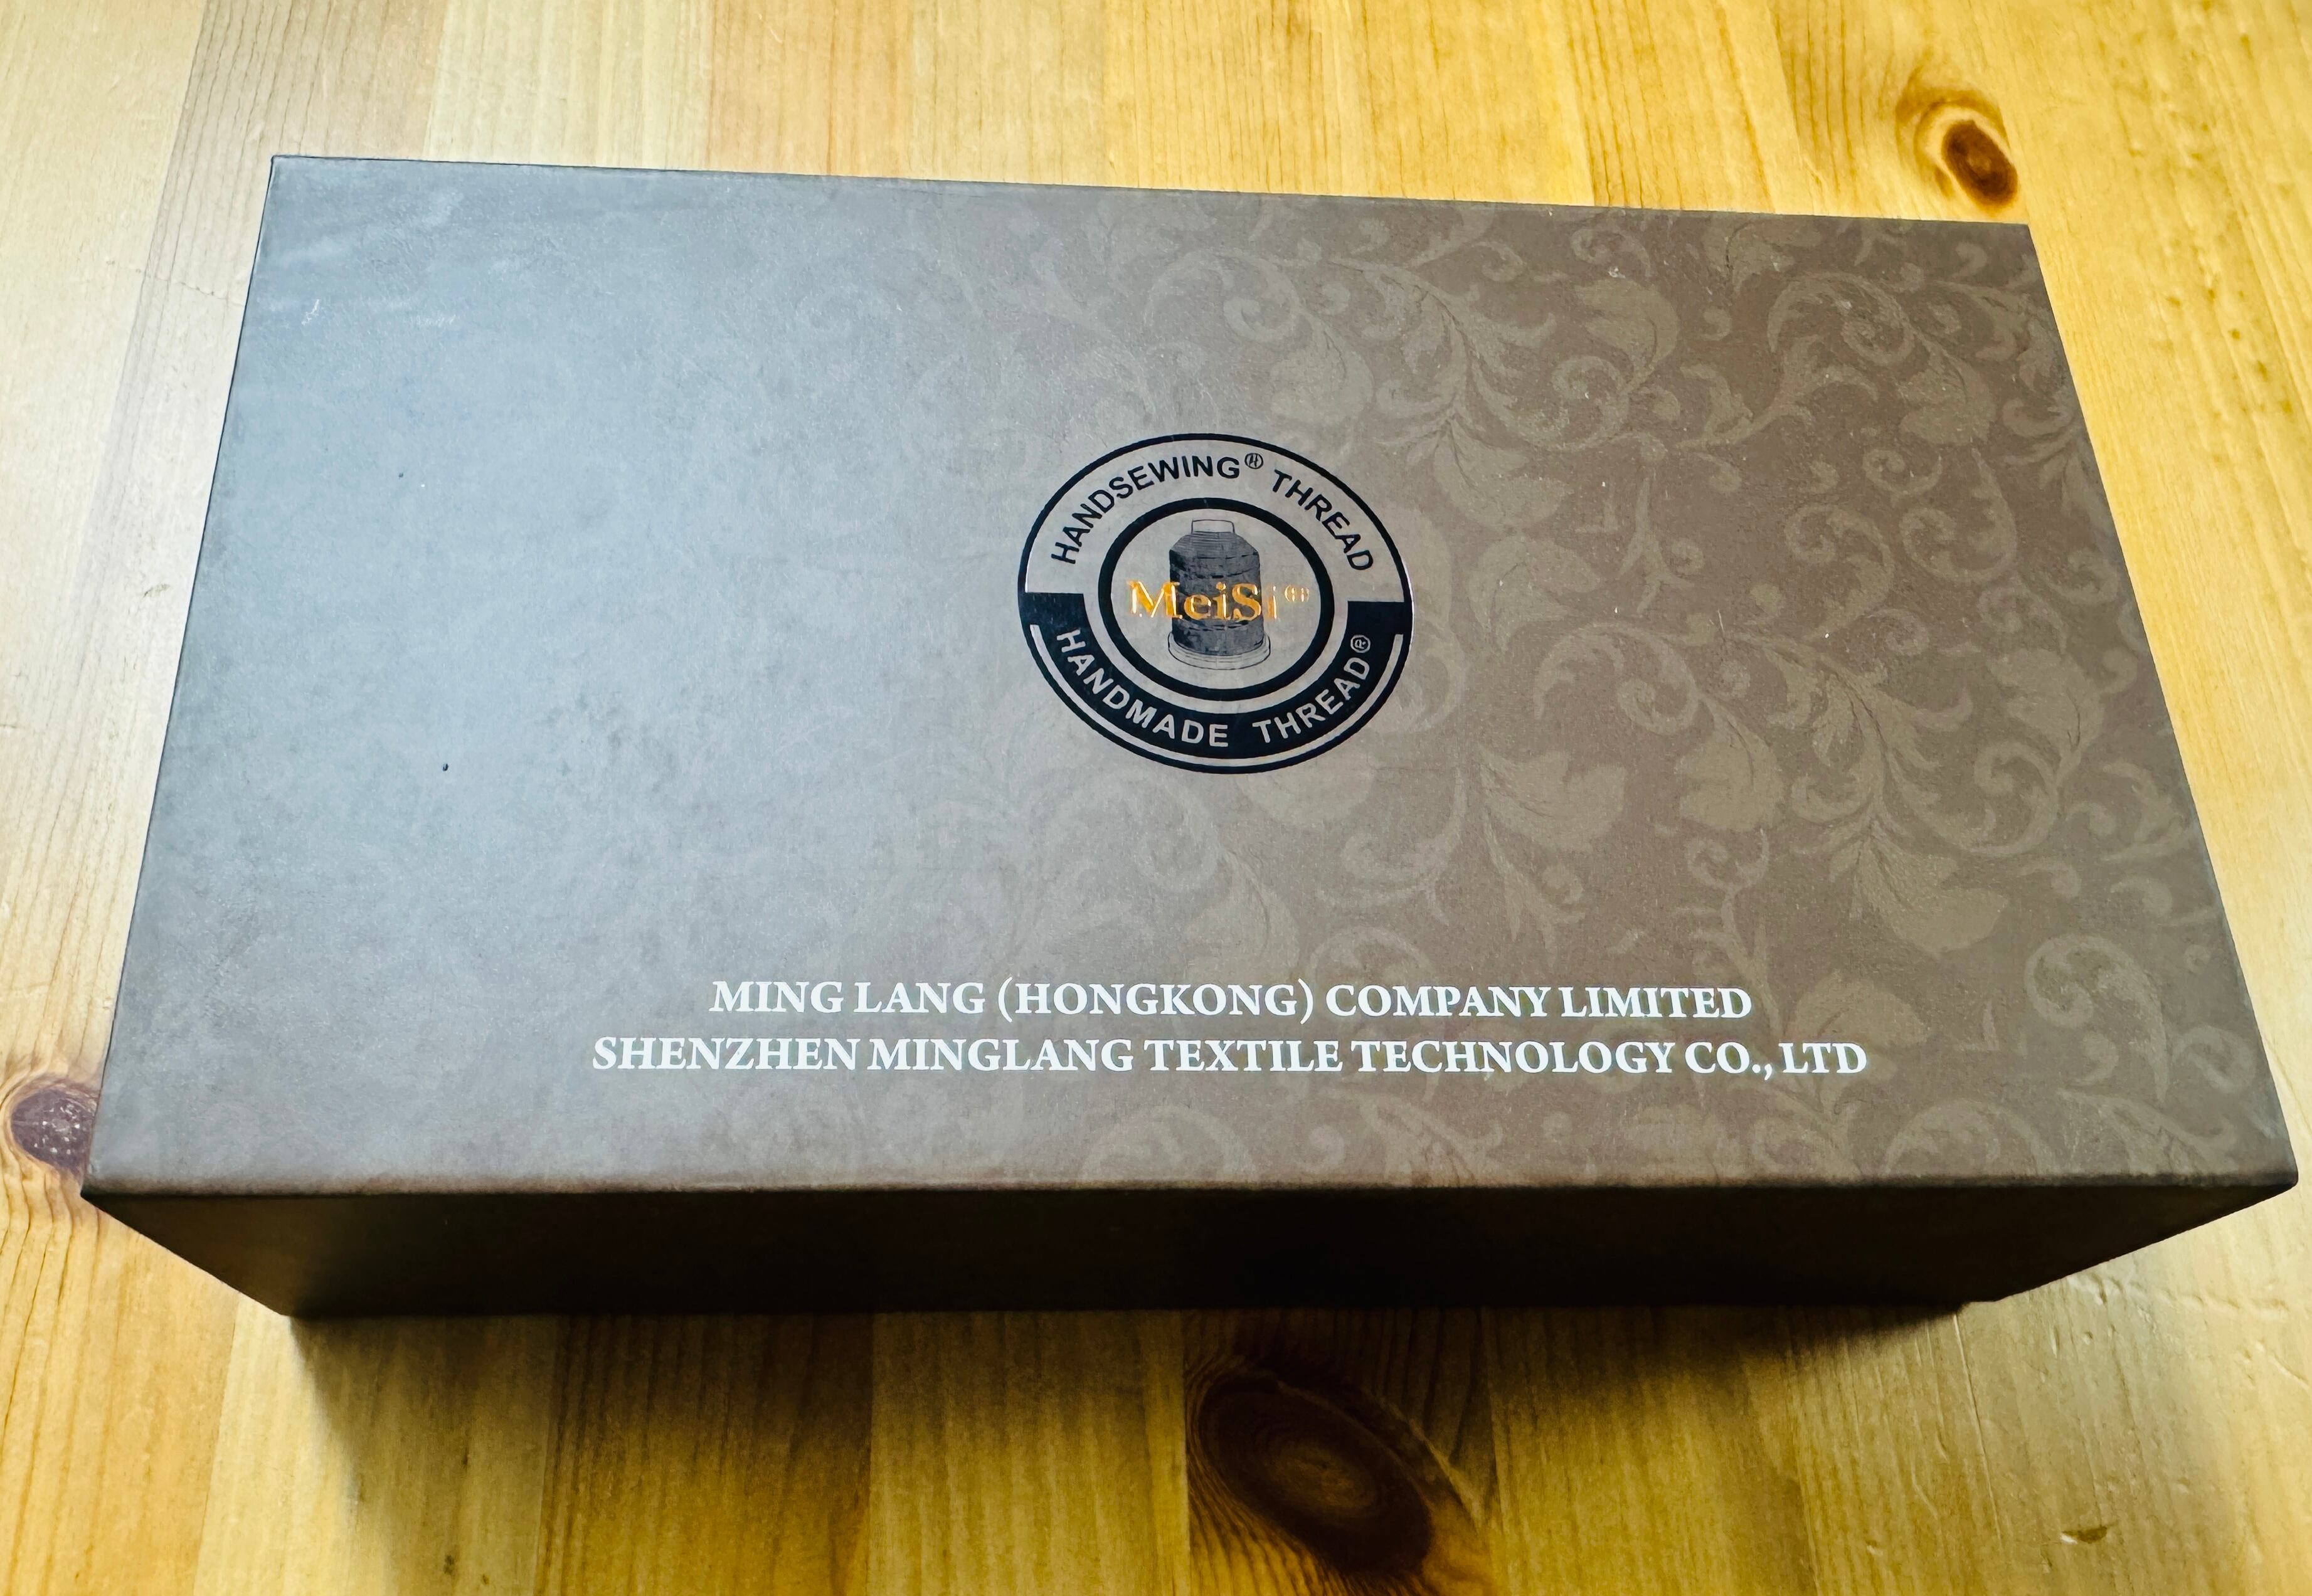 HANDSEWING® THREAD
MeiSi®
HANDMADE THREAD®
MING LANG (HONGKONG) COMPANY LIMITED
SHENZHEN MINGLANG TEXTILE TECHNOLOGY CO., LTD